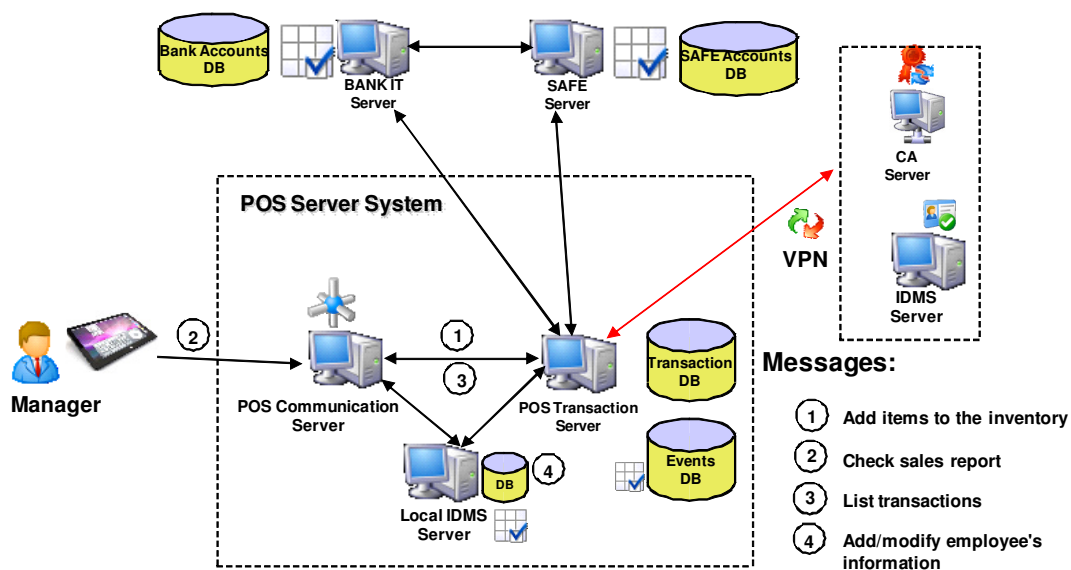 Bank Accounts
DB
BANK IT
Server
SAFE
Server
SAFE Accounts
DB
CA
Server
IDMS
Server
VPN
POS Server System
Manager
2
POS Communication
Server
1
3
POS Transaction
Server
Transaction
DB
Events
DB
Local IDMS
Server
DB
4
Messages:
1 Add items to the inventory
2 Check sales report
3 List transactions
4 Add/modify employee's
information